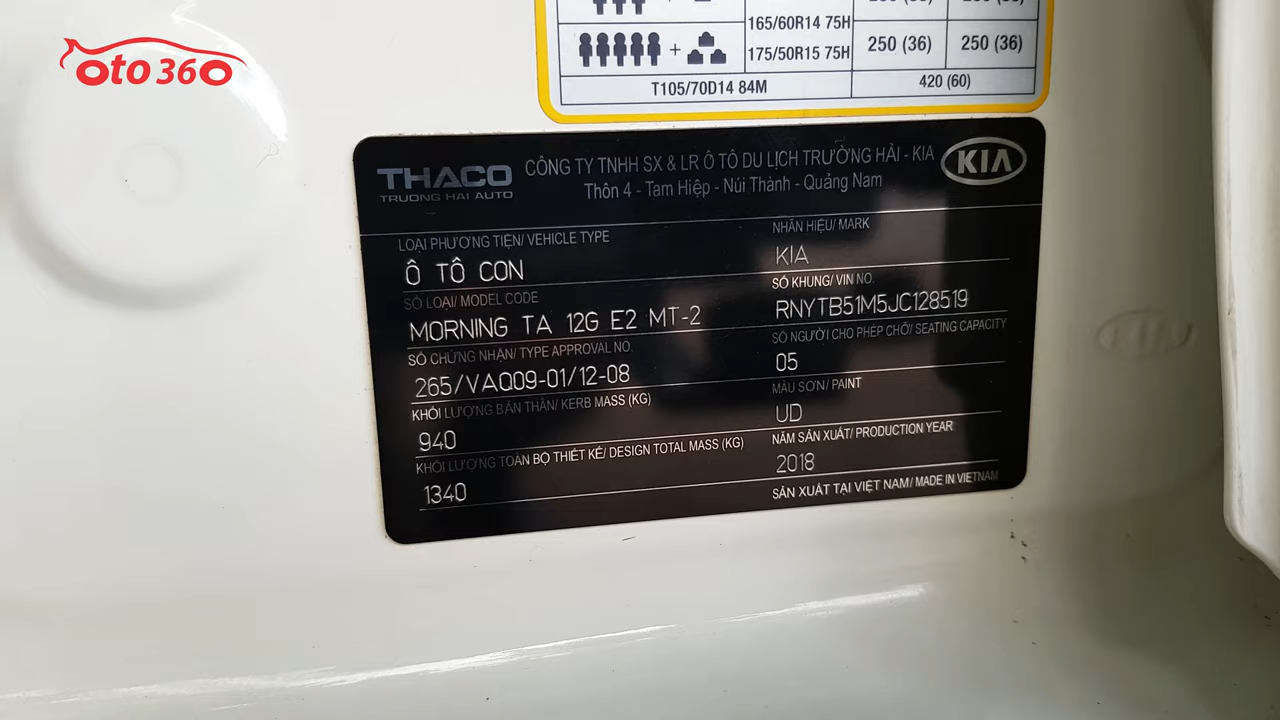 oto 360
165/60R14 75H
+ 175/50R15 75H 250 (36) 250 (36)
T105/70D14 84M 420 (60)
THACO
TRUONG HAI AUTO
CÔNG TY TNHH SX & LR Ô TÔ DU LỊCH TRƯỜNG HẢI - KIA
Thôn 4 - Tam Hiệp - Núi Thành - Quảng Nam
KIA
LOẠI PHƯƠNG TIỆN/ VEHICLE TYPE
Ô TÔ CON
NHÃN HIỆU/ MARK
KIA
SỐ LOẠI/ MODEL CODE
MORNING TA 12G E2 MT-2
SỐ KHUNG/ VIN NO.
RNYTB51M5JC128519
SỐ CHỨNG NHẬN/ TYPE APPROVAL NO.
265/VAQ09-01/12-08
SỐ NGƯỜI CHO PHÉP CHỞ/ SEATING CAPACITY
05
KHỐI LƯỢNG BẢN THÂN/ KERB MASS (KG)
940
MÀU SƠN/ PAINT
UD
KHỐI LƯỢNG TOÀN BỘ THIẾT KẾ/ DESIGN TOTAL MASS (KG)
1340
NĂM SẢN XUẤT/ PRODUCTION YEAR
2018
SẢN XUẤT TẠI VIỆT NAM/ MADE IN VIETNAM